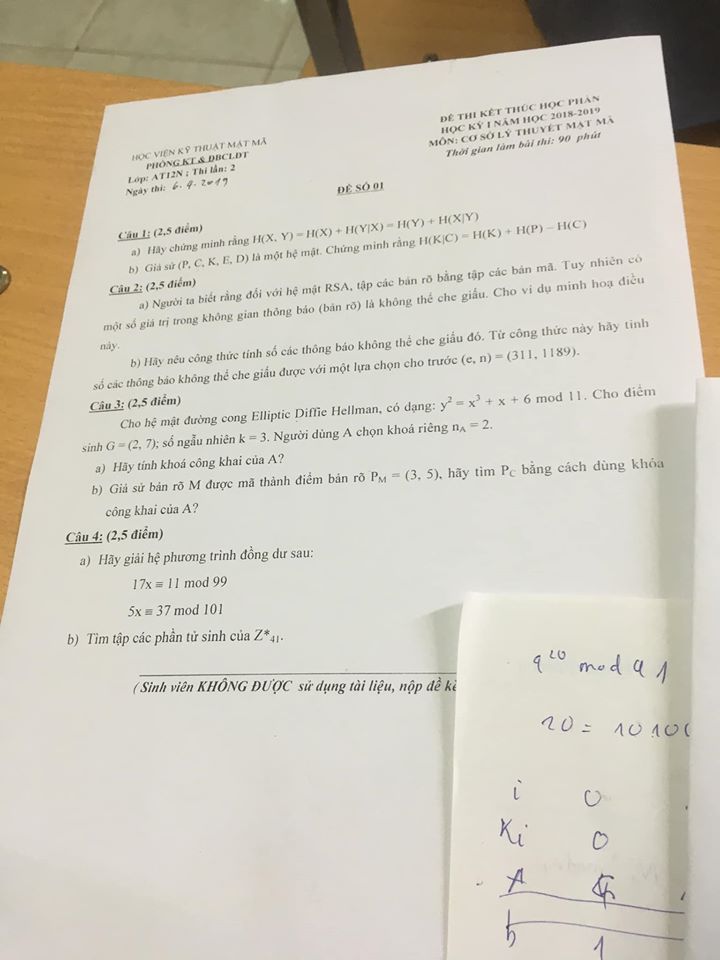 HỌC VIỆN KỸ THUẬT MẬT MÃ
PHÒNG KT & ĐBCLĐT
Lớp: AT12N ; Thi lần: 2
Ngày thi: 6.4.2019
ĐỀ THI KẾT THÚC HỌC PHẦN
HỌC KỲ I NĂM HỌC 2018-2019
MÔN: CƠ SỞ LÝ THUYẾT MẬT MÃ
Thời gian làm bài thi: 90 phút
ĐỀ SỐ 01
Câu 1: (2,5 điểm)
a) Hãy chứng minh rằng H(X, Y) = H(X) + H(Y|X) = H(Y) + H(X|Y)
b) Giả sử (P, C, K, E, D) là một hệ mật. Chứng minh rằng H(K|C) = H(K) + H(P) – H(C)
Câu 2: (2,5 điểm)
a) Người ta biết rằng đối với hệ mật RSA, tập các bản rõ bằng tập các bản mã. Tuy nhiên có
một số giá trị trong không gian thông báo (bản rõ) là không thể che giấu. Cho ví dụ minh hoạ điều
này.
b) Hãy nêu công thức tính số các thông báo không thể che giấu đó. Từ công thức này hãy tính
số các thông báo không thể che giấu được với một lựa chọn cho trước (e, n) = (311, 1189).
Câu 3: (2,5 điểm)
Cho hệ mật đường cong Elliptic Diffie Hellman, có dạng: y² = x³ + x + 6 mod 11. Cho điểm
sinh G = (2, 7); số ngẫu nhiên k = 3. Người dùng A chọn khoá riêng nA = 2.
a) Hãy tính khoá công khai của A?
b) Giả sử bản rõ M được mã thành điểm bản rõ PM = (3, 5), hãy tìm PC bằng cách dùng khóa
công khai của A?
Câu 4: (2,5 điểm)
a) Hãy giải hệ phương trình đồng dư sau:
17x ≡ 11 mod 99
5x ≡ 37 mod 101
b) Tìm tập các phần tử sinh của Z*41.
( Sinh viên KHÔNG ĐƯỢC sử dụng tài liệu, nộp đề
mod 41
20 = 1010
i 0
Ki 0
A
b 1